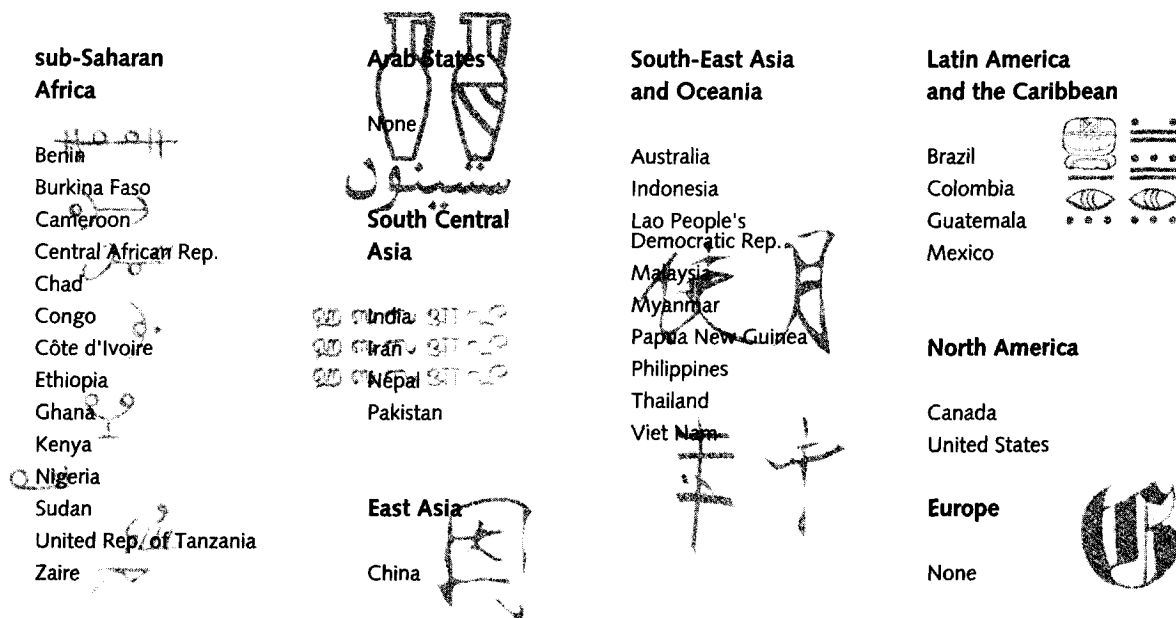 sub-Saharan
Africa
Benin
Burkina Faso
Cameroon
Central African Rep.
Chad
Congo
Côte d'Ivoire
Ethiopia
Ghana
Kenya
Nigeria
Sudan
United Rep. of Tanzania
Zaire
Arab States
None
South Central
Asia
India
Iran
Nepal
Pakistan
East Asia
China
South-East Asia
and Oceania
Australia
Indonesia
Lao People's
Democratic Rep.
Malaysia
Myanmar
Papua New Guinea
Philippines
Thailand
Viet Nam
Latin America
and the Caribbean
Brazil
Colombia
Guatemala
Mexico
North America
Canada
United States
Europe
None